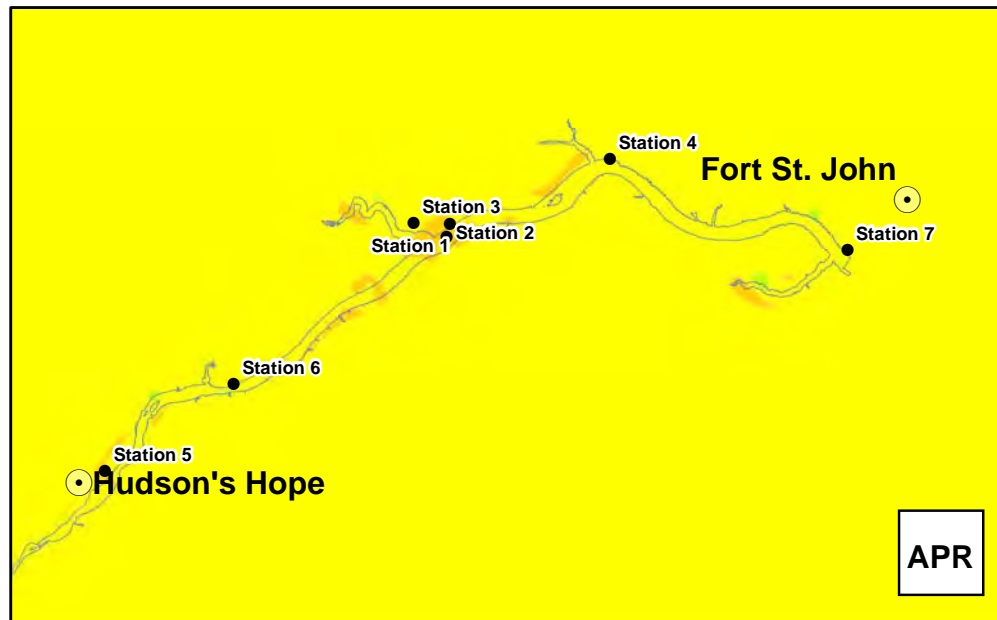 Station 4
Fort St. John
Station 3
Station 1
Station 2
Station 7
Station 6
Station 5
Hudson's Hope
APR